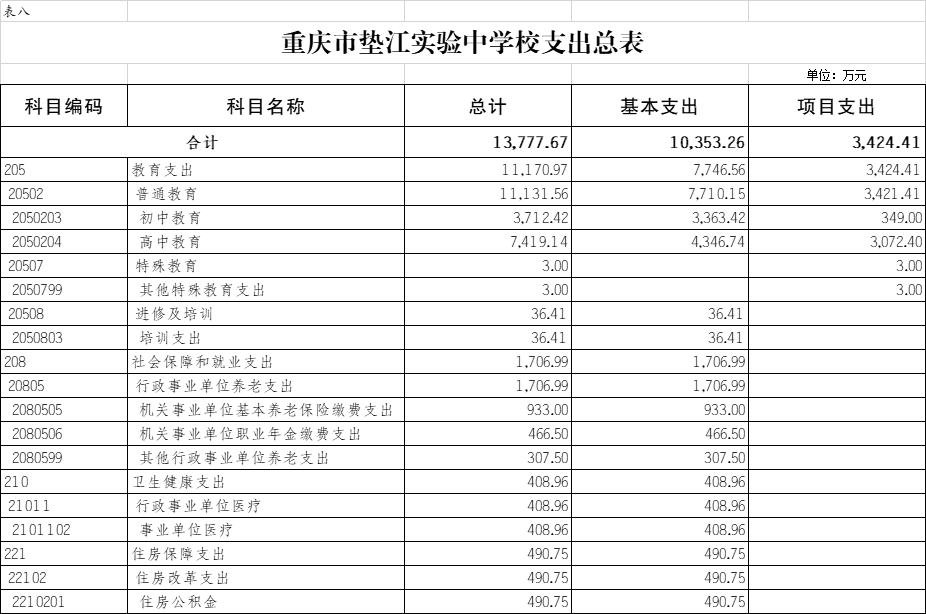 表八
重庆市垫江实验中学校支出总表
单位：万元
科目编码 科目名称 总计 基本支出 项目支出
合计 13,777.67 10,353.26 3,424.41
205 教育支出 11,170.97 7,746.56 3,424.41
20502 普通教育 11,131.56 7,710.15 3,421.41
2050203 初中教育 3,712.42 3,363.42 349.00
2050204 高中教育 7,419.14 4,346.74 3,072.40
20507 特殊教育 3.00 3.00
2050799 其他特殊教育支出 3.00 3.00
20508 进修及培训 36.41 36.41
2050803 培训支出 36.41 36.41
208 社会保障和就业支出 1,706.99 1,706.99
20805 行政事业单位养老支出 1,706.99 1,706.99
2080505 机关事业单位基本养老保险缴费支出 933.00 933.00
2080506 机关事业单位职业年金缴费支出 466.50 466.50
2080599 其他行政事业单位养老支出 307.50 307.50
210 卫生健康支出 408.96 408.96
21011 行政事业单位医疗 408.96 408.96
2101102 事业单位医疗 408.96 408.96
221 住房保障支出 490.75 490.75
22102 住房改革支出 490.75 490.75
2210201 住房公积金 490.75 490.75